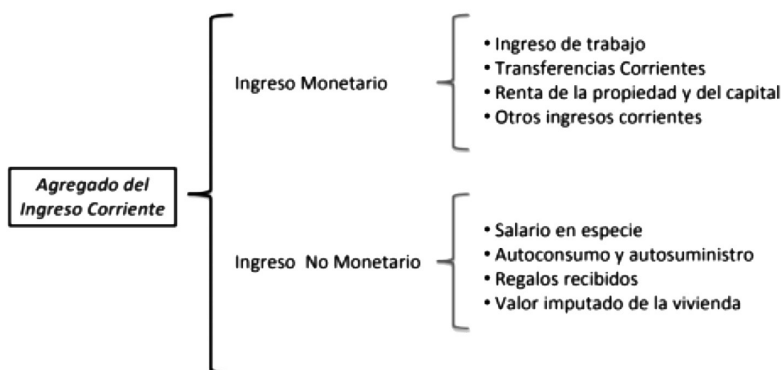 Agregado del
Ingreso Corriente
Ingreso Monetario
• Ingreso de trabajo
• Transferencias Corrientes
• Renta de la propiedad y del capital
• Otros ingresos corrientes
Ingreso No Monetario
• Salario en especie
• Autoconsumo y autosuministro
• Regalos recibidos
• Valor imputado de la vivienda